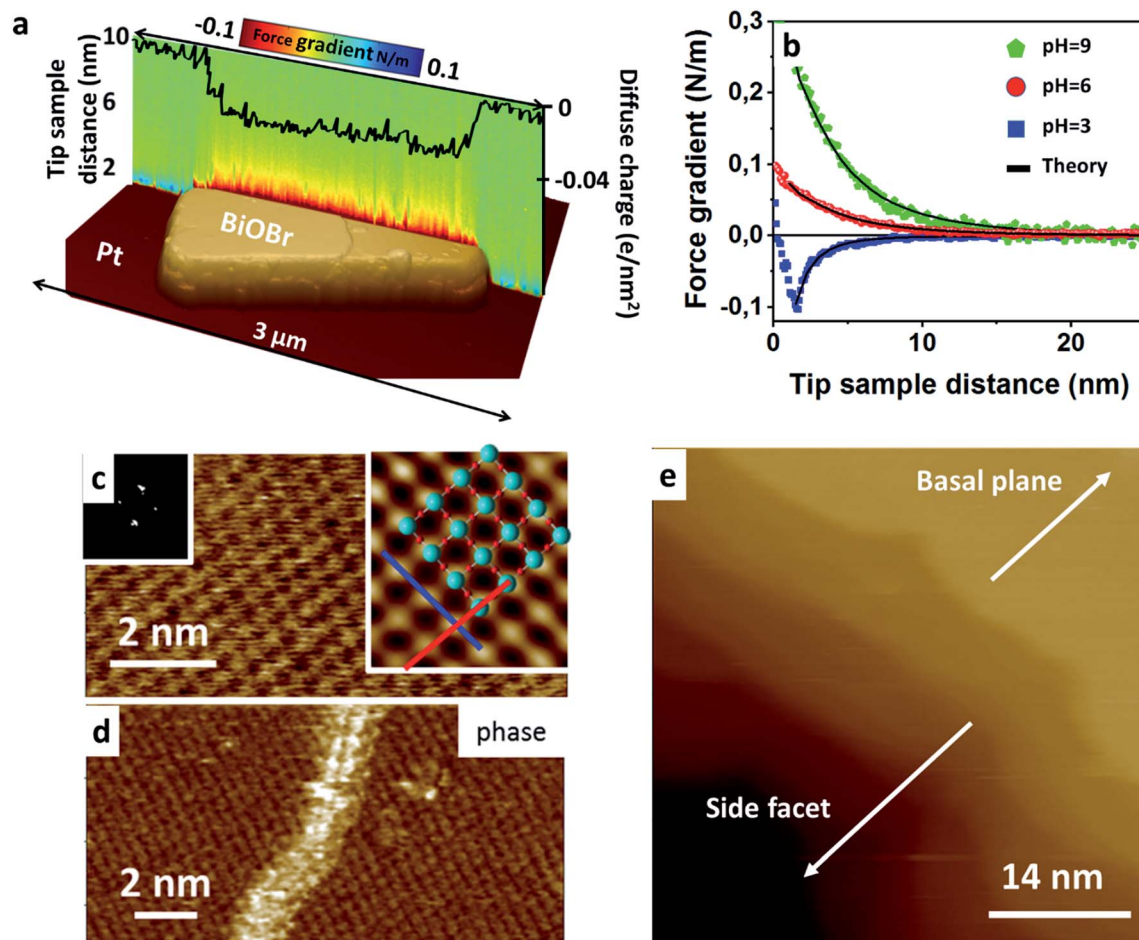 a
-0.1
Force gradient N/m
0.1
10
6
2
Tip sample
distance (nm)
0
-0.04
Diffuse charge (e/nm²)
BiOBr
Pt
3 µm
b
0,3
0,2
0,1
0,0
-0,1
Force gradient (N/m)
pH=9
pH=6
pH=3
Theory
0
10
20
Tip sample distance (nm)
c
2 nm
d
phase
2 nm
e
Basal plane
Side facet
14 nm